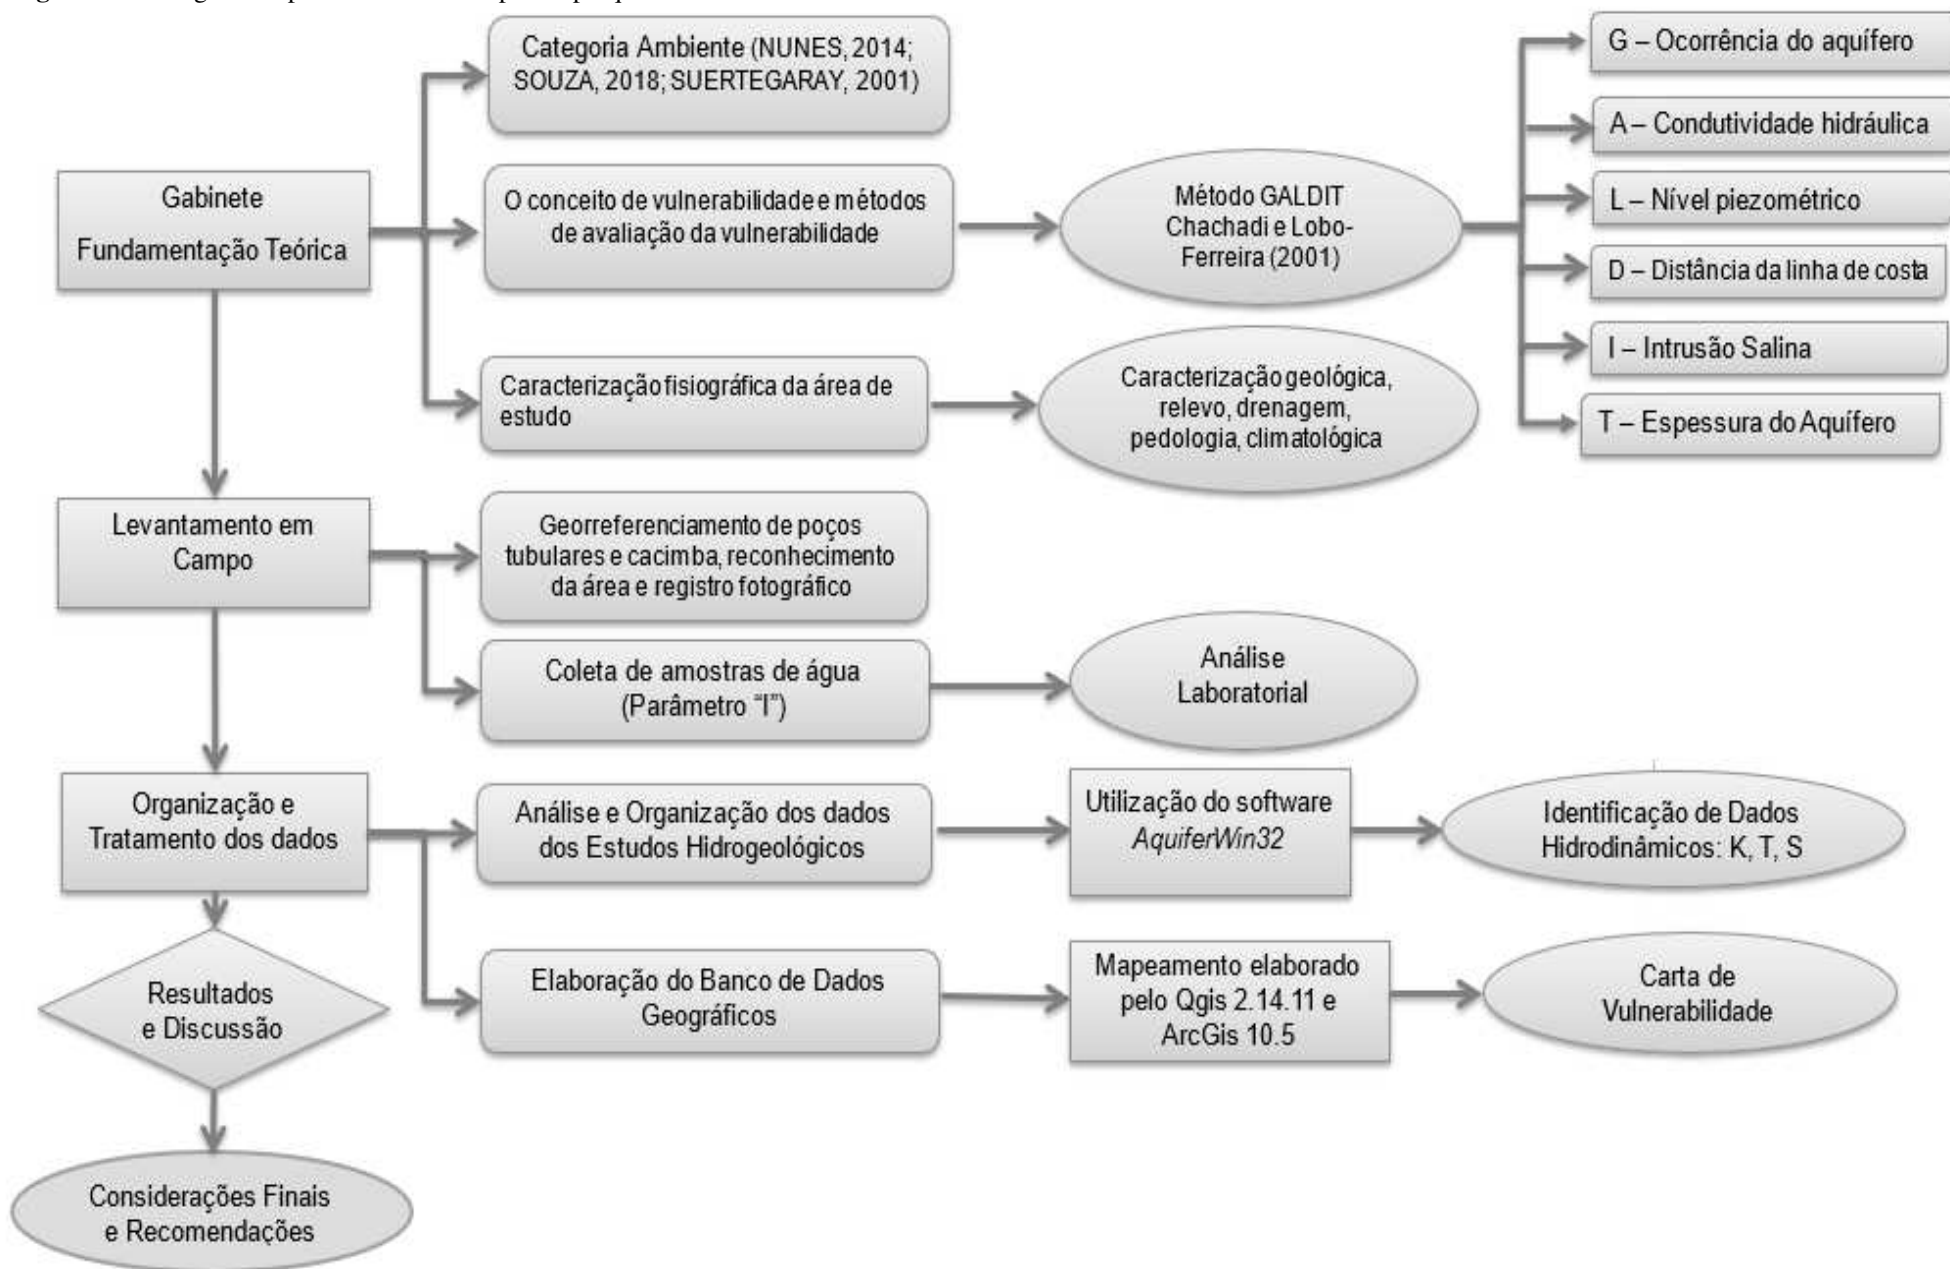 Categoria Ambiente (NUNES, 2014;
SOUZA, 2018; SUERTEGARAY, 2001)
G – Ocorrência do aquífero
A – Condutividade hidráulica
L – Nível piezométrico
D – Distância da linha de costa
I – Intrusão Salina
T – Espessura do Aquífero
Gabinete
Fundamentação Teórica
O conceito de vulnerabilidade e métodos
de avaliação da vulnerabilidade
Método GALDIT
Chachadi e Lobo-
Ferreira (2001)
Caracterização fisiográfica da área de
estudo
Caracterização geológica,
relevo, drenagem,
pedologia, climatológica
Levantamento em
Campo
Georreferenciamento de poços
tubulares e cacimba, reconhecimento
da área e registro fotográfico
Coleta de amostras de água
(Parâmetro “I”)
Análise
Laboratorial
Organização e
Tratamento dos dados
Análise e Organização dos dados
dos Estudos Hidrogeológicos
Utilização do software
AquiferWin32
Identificação de Dados
Hidrodinâmicos: K, T, S
Resultados
e Discussão
Elaboração do Banco de Dados
Geográficos
Mapeamento elaborado
pelo Qgis 2.14.11 e
ArcGis 10.5
Carta de
Vulnerabilidade
Considerações Finais
e Recomendações